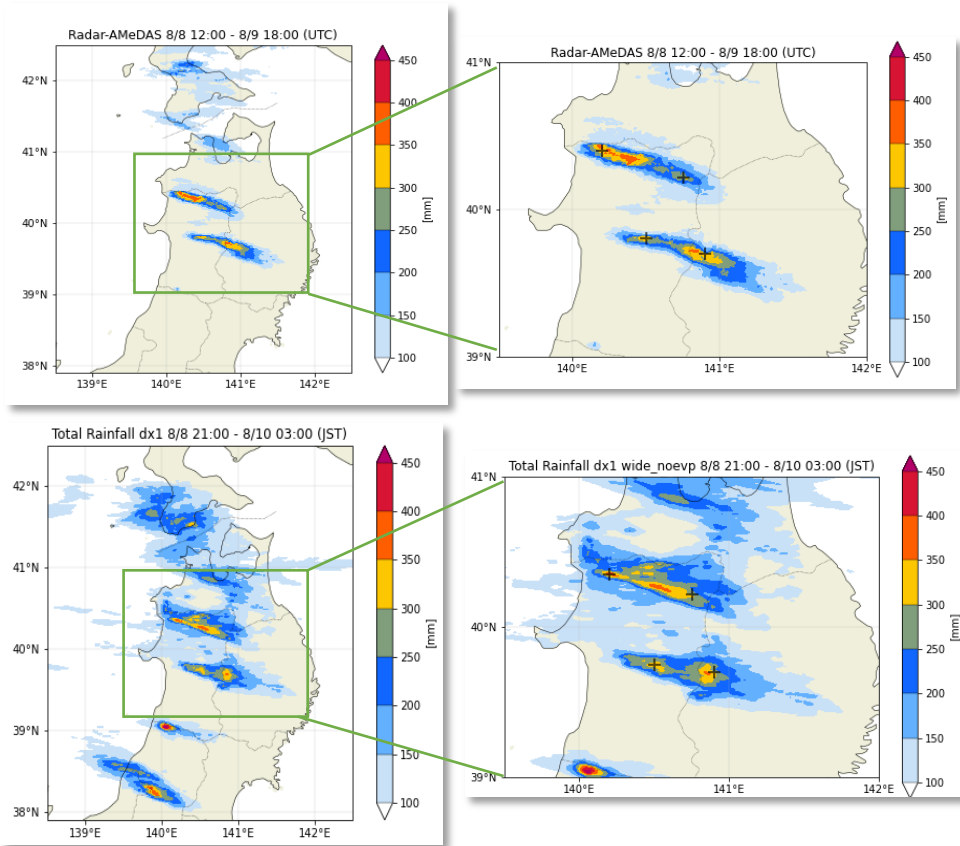 Radar-AMeDAS 8/8 12:00 - 8/9 18:00 (UTC)
42°N
41°N
40°N
39°N
38°N
139°E
140°E
141°E
142°E
450
400
350
300
250
200
150
100
[mm]
Radar-AMeDAS 8/8 12:00 - 8/9 18:00 (UTC)
41°N
40°N
39°N
140°E
141°E
142°E
450
400
350
300
250
200
150
100
[mm]
Total Rainfall dx1 8/8 21:00 - 8/10 03:00 (JST)
42°N
41°N
40°N
39°N
38°N
139°E
140°E
141°E
142°E
450
400
350
300
250
200
150
100
[mm]
Total Rainfall dx1 wide_noevp 8/8 21:00 - 8/10 03:00 (JST)
41°N
40°N
39°N
140°E
141°E
142°E
450
400
350
300
250
200
150
100
[mm]